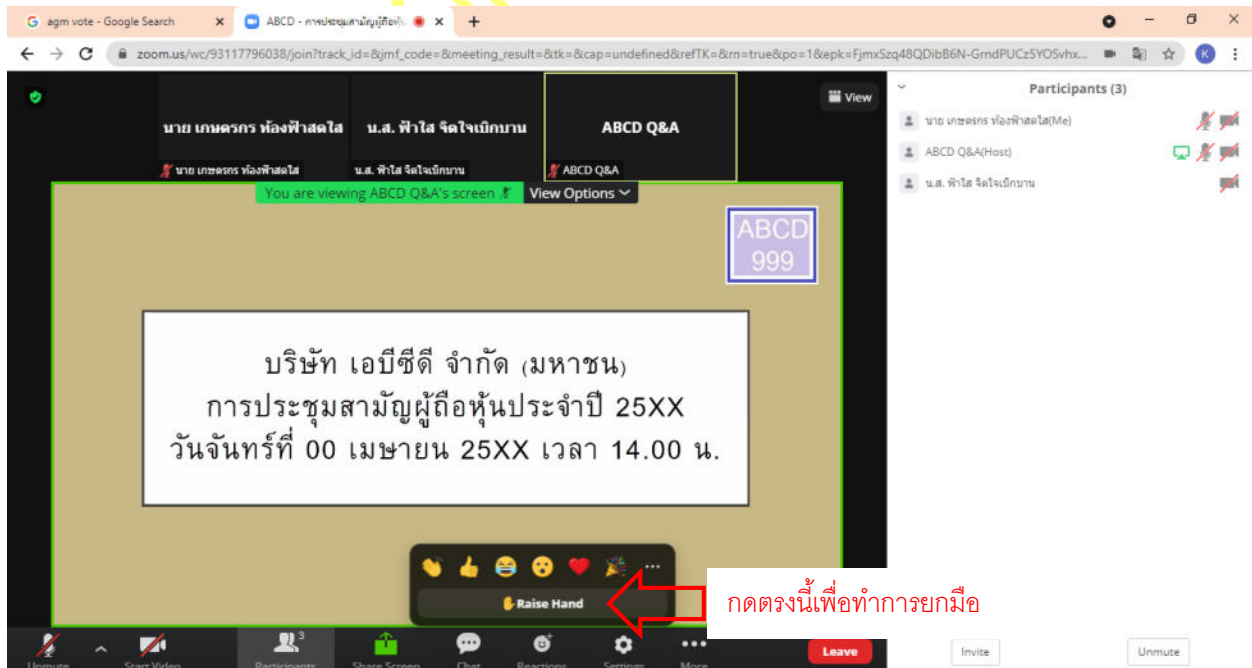 agm vote - Google Search
ABCD - การประชุมสามัญผู้ถือหุ้น
zoom.us/wc/93117796038/join?track_id=&jmf_code=&meeting_result=&tk=&cap=undefined&refTK=&rn=true&po=1&epk=FjmxSzq48QDibB6N-GrndPUCz5YOSvhx...
K
View
นาย เกษตรกร ท้องฟ้าสดใส
น.ส. ฟ้าใส จิตใจเบิกบาน
ABCD Q&A
นาย เกษตรกร ท้องฟ้าสดใส
น.ส. ฟ้าใส จิตใจเบิกบาน
ABCD Q&A
You are viewing ABCD Q&A's screen
View Options
Participants (3)
นาย เกษตรกร ท้องฟ้าสดใส(Me)
ABCD Q&A(Host)
น.ส. ฟ้าใส จิตใจเบิกบาน
ABCD
999
บริษัท เอบีซีดี จำกัด (มหาชน)
การประชุมสามัญผู้ถือหุ้นประจำปี 25XX
วันจันทร์ที่ 00 เมษายน 25XX เวลา 14.00 น.
Raise Hand
กดตรงนี้เพื่อทำการยกมือ
Unmute
Start Video
Participants
3
Share Screen
Chat
Reactions
Settings
More
Leave
Invite
Unmute